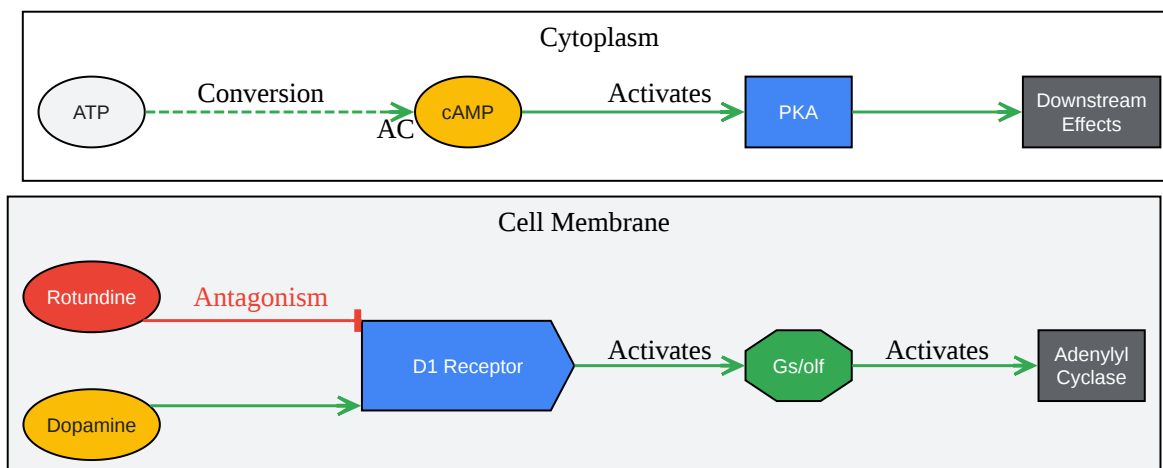 Cytoplasm
ATP
Conversion
AC
cAMP
Activates
PKA
Downstream
Effects
Cell Membrane
Rotundine
Antagonism
Dopamine
D1 Receptor
Activates
Gs/olf
Activates
Adenylyl
Cyclase